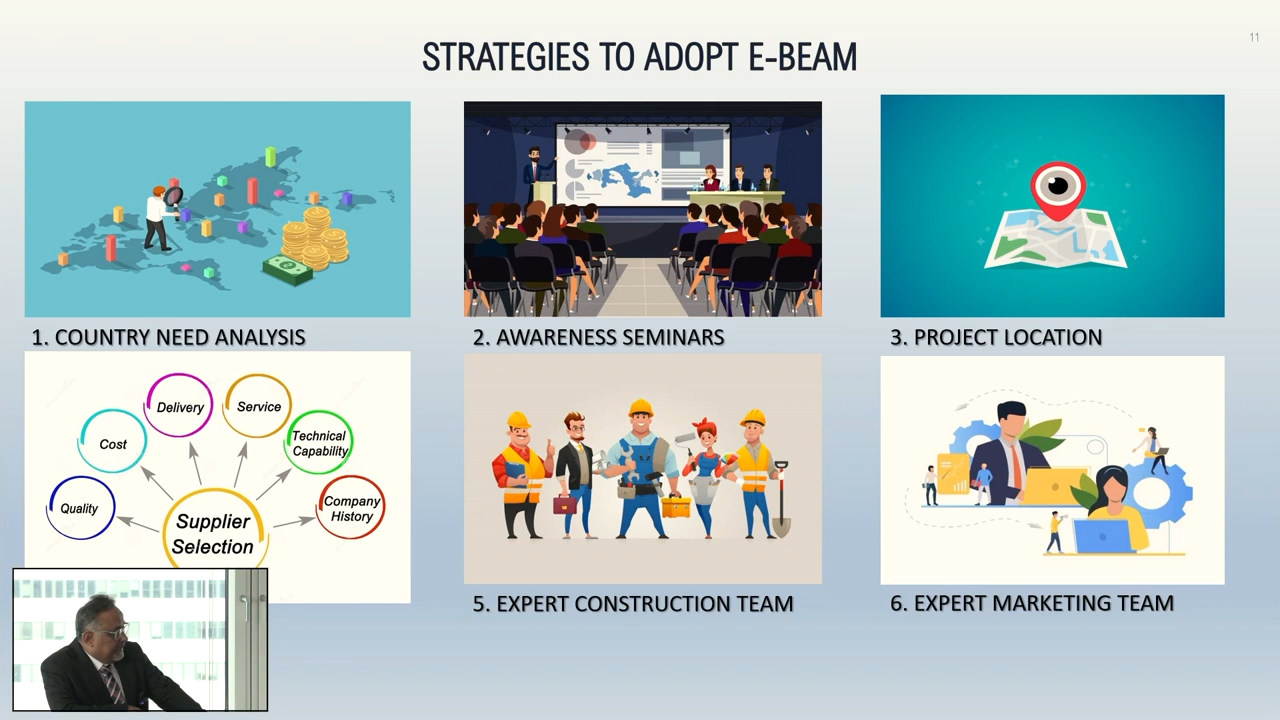 11
STRATEGIES TO ADOPT E-BEAM
1. COUNTRY NEED ANALYSIS
2. AWARENESS SEMINARS
3. PROJECT LOCATION
Delivery
Service
Cost
Technical
Capability
Quality
Company
History
Supplier
Selection
5. EXPERT CONSTRUCTION TEAM
6. EXPERT MARKETING TEAM